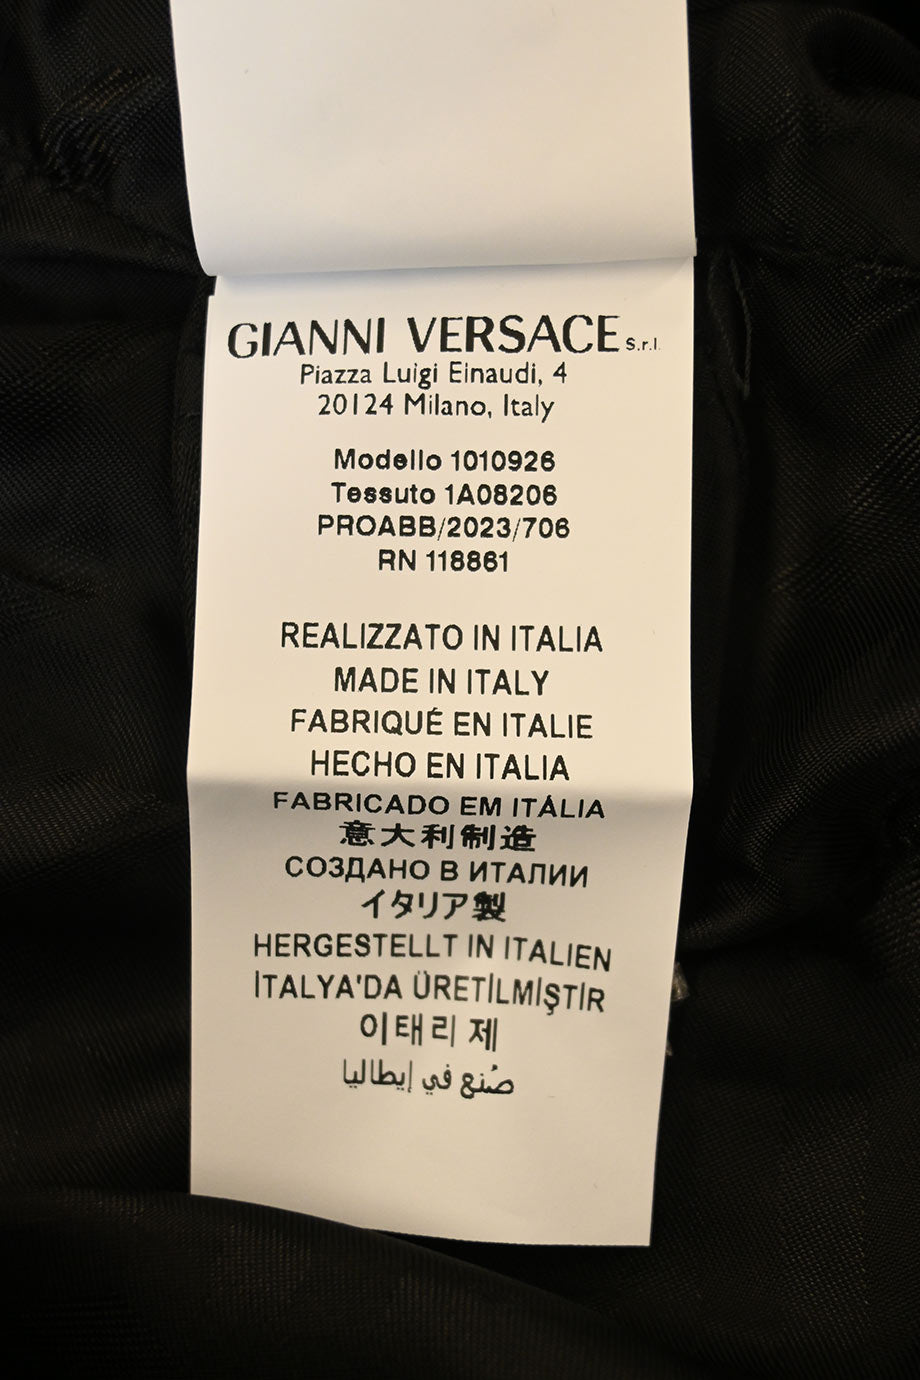 GIANNI VERSACE S.r.l.
Piazza Luigi Einaudi, 4
20124 Milano, Italy
Modello 1010926
Tessuto 1A08206
PROABB/2023/706
RN 118861
REALIZZATO IN ITALIA
MADE IN ITALY
FABRIQUÉ EN ITALIE
HECHO EN ITALIA
FABRICADO EM ITÁLIA
意大利制造
СОЗДАНО В ИТАЛИИ
イタリア製
HERGESTELLT IN ITALIEN
İTALYA'DA ÜRETİLMİŞTİR
이태리 제
صُنع في إيطاليا